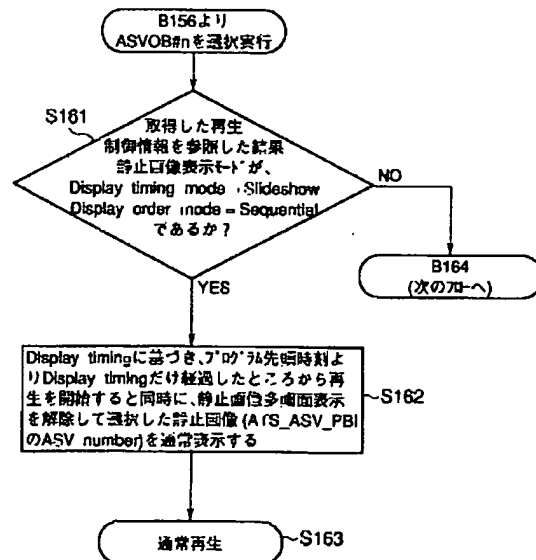 B156より
ASVOB#nを選択実行
S161
取得した再生
制御情報を参照した結果
静止画像表示モードが、
Display timing mode=Slideshow
Display order mode=Sequential
であるか?
NO
B164
(次のフローへ)
YES
Display timingに基づき、プログラム先頭時刻よ
りDisplay timingだけ経過したところから再
生を開始すると同時に、静止画像多画面表示
を解除して選択した静止画像(ATS_ASV_PBI
のASV number)を通常表示する
S162
通常再生
S163